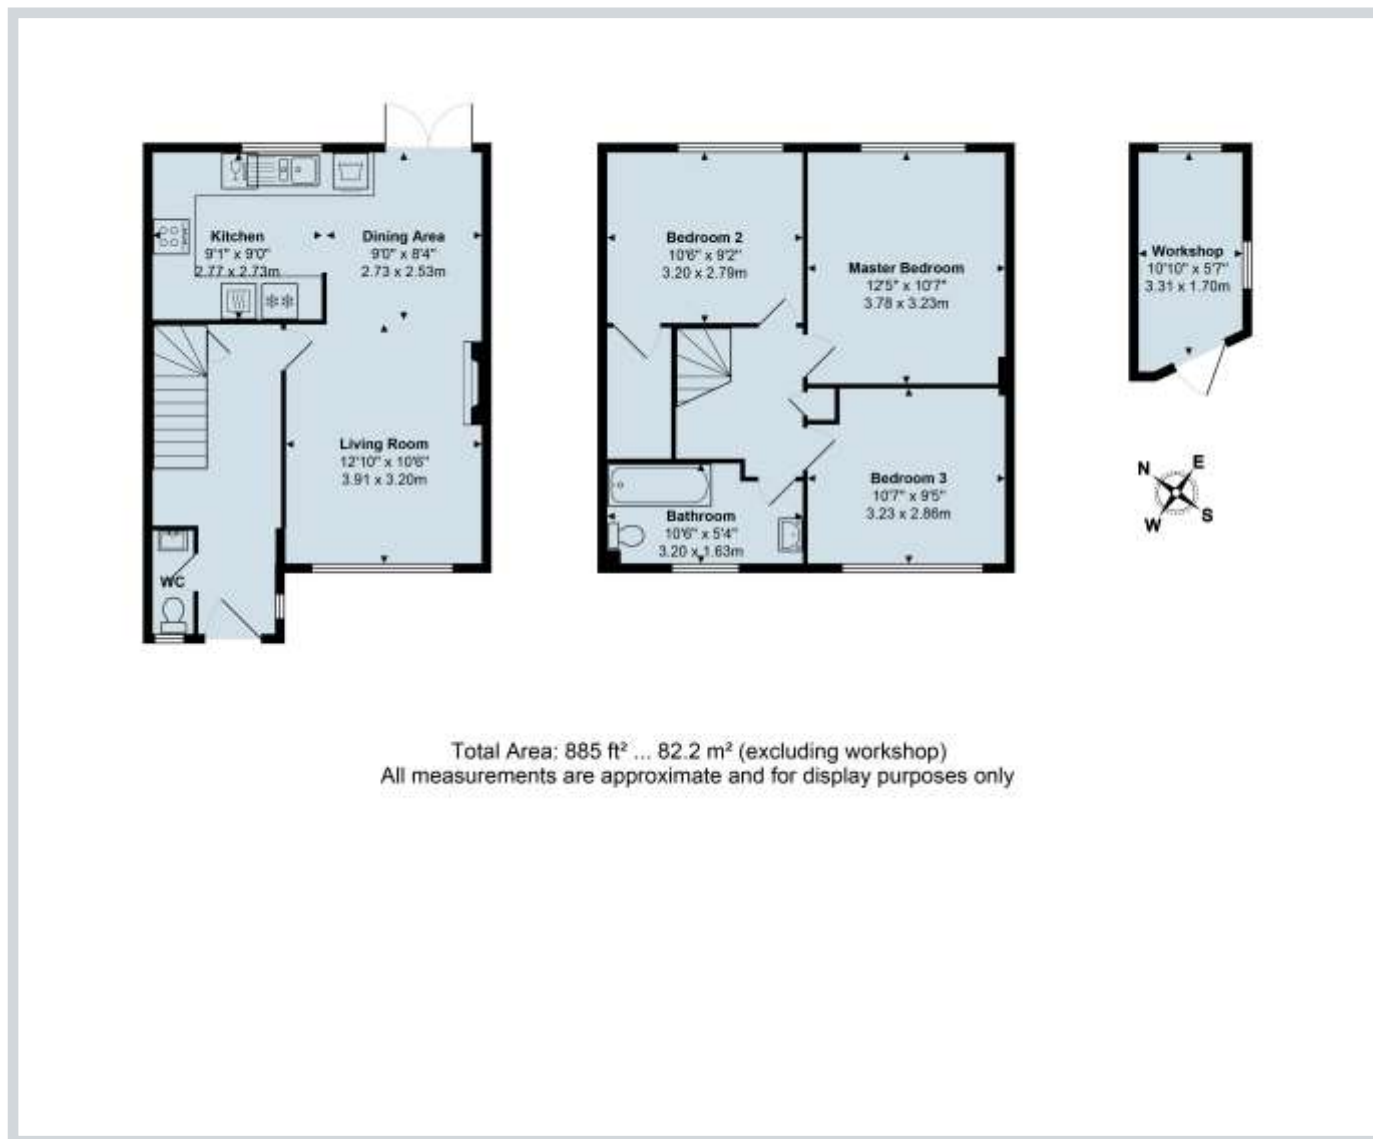 Kitchen
9'1" x 9'0"
2.77 x 2.73m
Dining Area
9'0" x 8'4"
2.73 x 2.53m
Living Room
12'10" x 10'6"
3.91 x 3.20m
WC
Bedroom 2
10'6" x 9'2"
3.20 x 2.79m
Master Bedroom
12'5" x 10'7"
3.78 x 3.23m
Bedroom 3
10'7" x 9'5"
3.23 x 2.86m
Bathroom
10'6" x 5'4"
3.20 x 1.63m
Workshop
10'10" x 5'7"
3.31 x 1.70m
N
E
W
S
Total Area: 885 ft² ... 82.2 m² (excluding workshop)
All measurements are approximate and for display purposes only